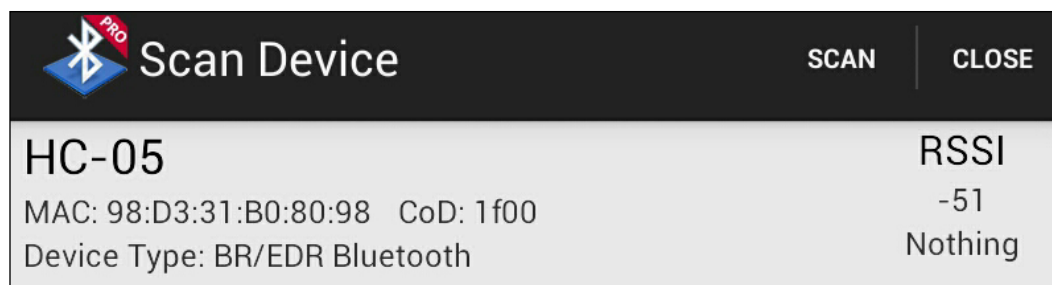 PRO
Scan Device SCAN CLOSE
HC-05 RSSI
MAC: 98:D3:31:B0:80:98 CoD: 1f00 -51
Device Type: BR/EDR Bluetooth Nothing